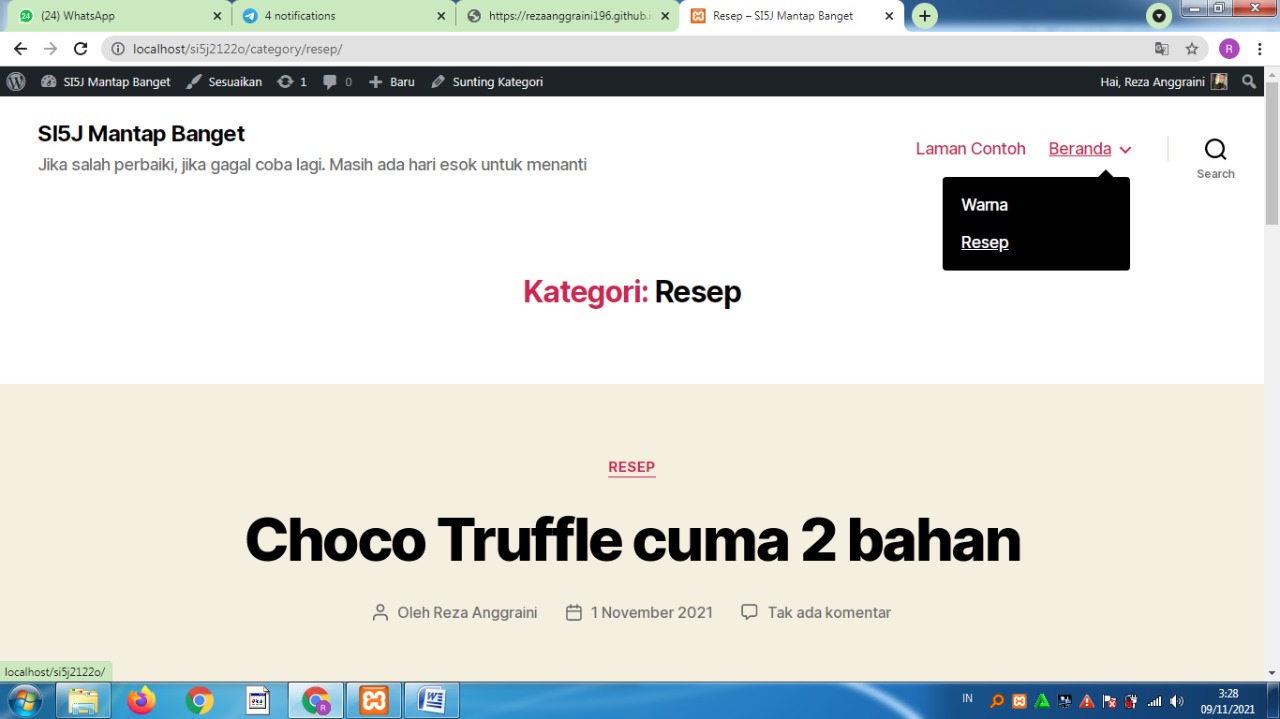 (24) WhatsApp
4 notifications
https://rezaanggraini196.github.i
Resep – SI5J Mantap Banget
localhost/si5j2122o/category/resep/
R
SI5J Mantap Banget
Sesuaikan
1
0
Baru
Sunting Kategori
Hai, Reza Anggraini
SI5J Mantap Banget
Jika salah perbaiki, jika gagal coba lagi. Masih ada hari esok untuk menanti
Laman Contoh
Beranda
Search
Warna
Resep
Kategori: Resep
RESEP
Choco Truffle cuma 2 bahan
Oleh Reza Anggraini
1 November 2021
Tak ada komentar
localhost/si5j2122o/
IN
3:28
09/11/2021